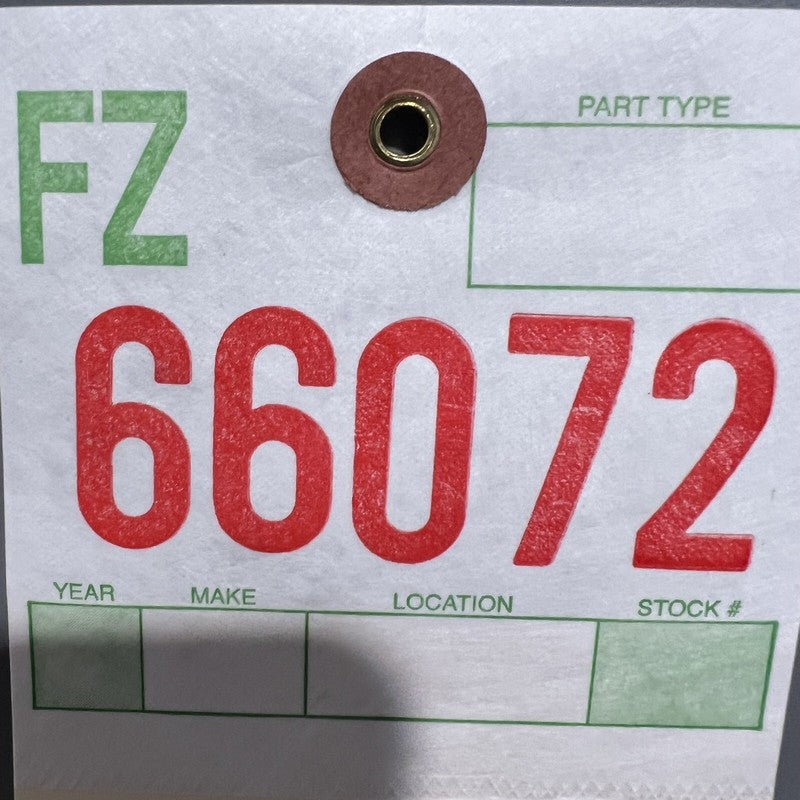 FZ
PART TYPE
66072
YEAR MAKE LOCATION STOCK #